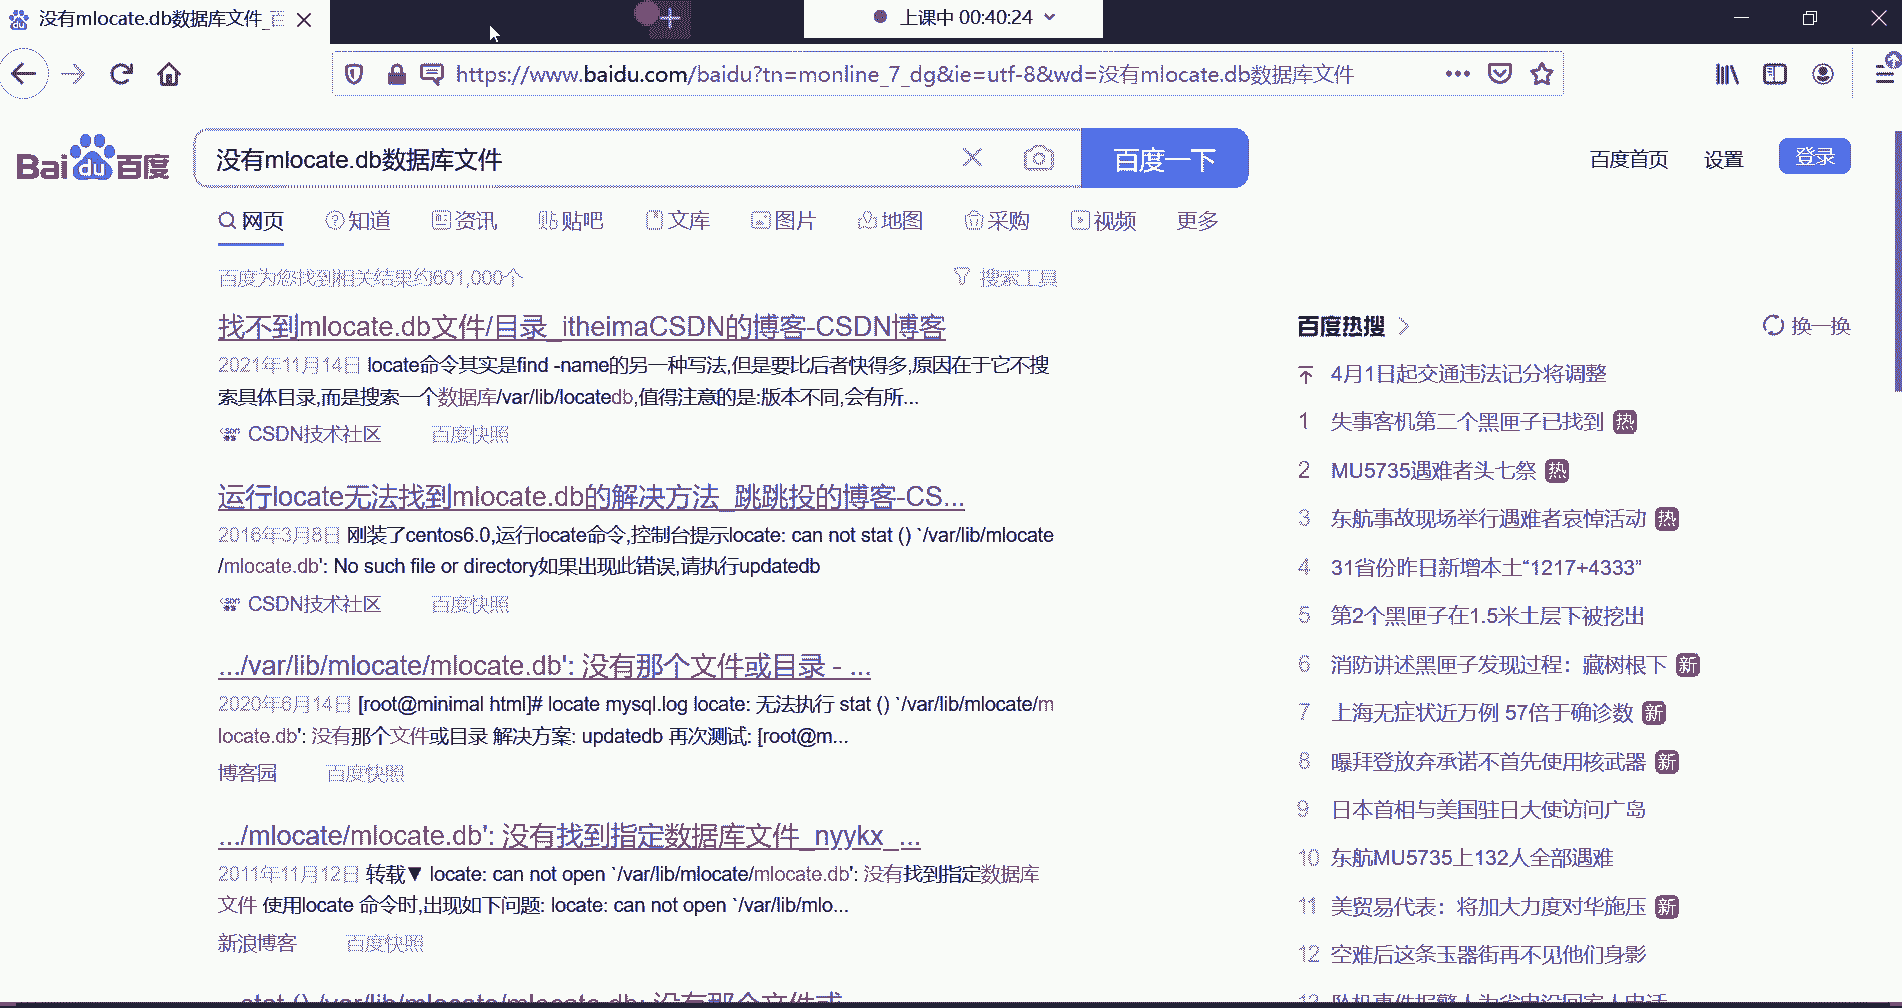 没有mlocate.db数据库文件_百
上课中 00:40:24
https://www.baidu.com/baidu?tn=monline_7_dg&ie=utf-8&wd=没有mlocate.db数据库文件
Bai du 百度
没有mlocate.db数据库文件
百度一下
百度首页 设置 登录
网页 知道 资讯 贴吧 文库 图片 地图 采购 视频 更多
百度为您找到相关结果约601,000个
搜索工具
找不到mlocate.db文件/目录_itheimaCSDN的博客-CSDN博客
2021年11月14日 locate命令其实是find -name的另一种写法,但是要比后者快得多,原因在于它不搜
索具体目录,而是搜索一个数据库/var/lib/locatedb,值得注意的是:版本不同,会有所...
CSDN技术社区 百度快照
运行locate无法找到mlocate.db的解决方法_跳跳投的博客-CS...
2016年3月8日 刚装了centos6.0,运行locate命令,控制台提示locate: can not stat () `/var/lib/mlocate
/mlocate.db': No such file or directory如果出现此错误,请执行updatedb
CSDN技术社区 百度快照
.../var/lib/mlocate/mlocate.db': 没有那个文件或目录 - ...
2020年6月14日 [root@minimal html]# locate mysql.log locate: 无法执行 stat () `/var/lib/mlocate/m
locate.db': 没有那个文件或目录 解决方案: updatedb 再次测试: [root@m...
博客园 百度快照
.../mlocate/mlocate.db': 没有找到指定数据库文件_nyykx_...
2011年11月12日 转载▼ locate: can not open `/var/lib/mlocate/mlocate.db': 没有找到指定数据库
文件 使用locate 命令时,出现如下问题: locate: can not open `/var/lib/mlo...
新浪博客 百度快照
stat () /var/lib/mlocate/mlocate.db: 没有那个文件或
百度热搜
换一换
4月1日起交通违法记分将调整
1 失事客机第二个黑匣子已找到 热
2 MU5735遇难者头七祭 热
3 东航事故现场举行遇难者哀悼活动 热
4 31省份昨日新增本土“1217+4333”
5 第2个黑匣子在1.5米土层下被挖出
6 消防讲述黑匣子发现过程：藏树根下 新
7 上海无症状近万例 57倍于确诊数 新
8 曝拜登放弃承诺不首先使用核武器 新
9 日本首相与美国驻日大使访问广岛
10 东航MU5735上132人全部遇难
11 美贸易代表：将加大力度对华施压 新
12 空难后这条玉器街再不见他们身影